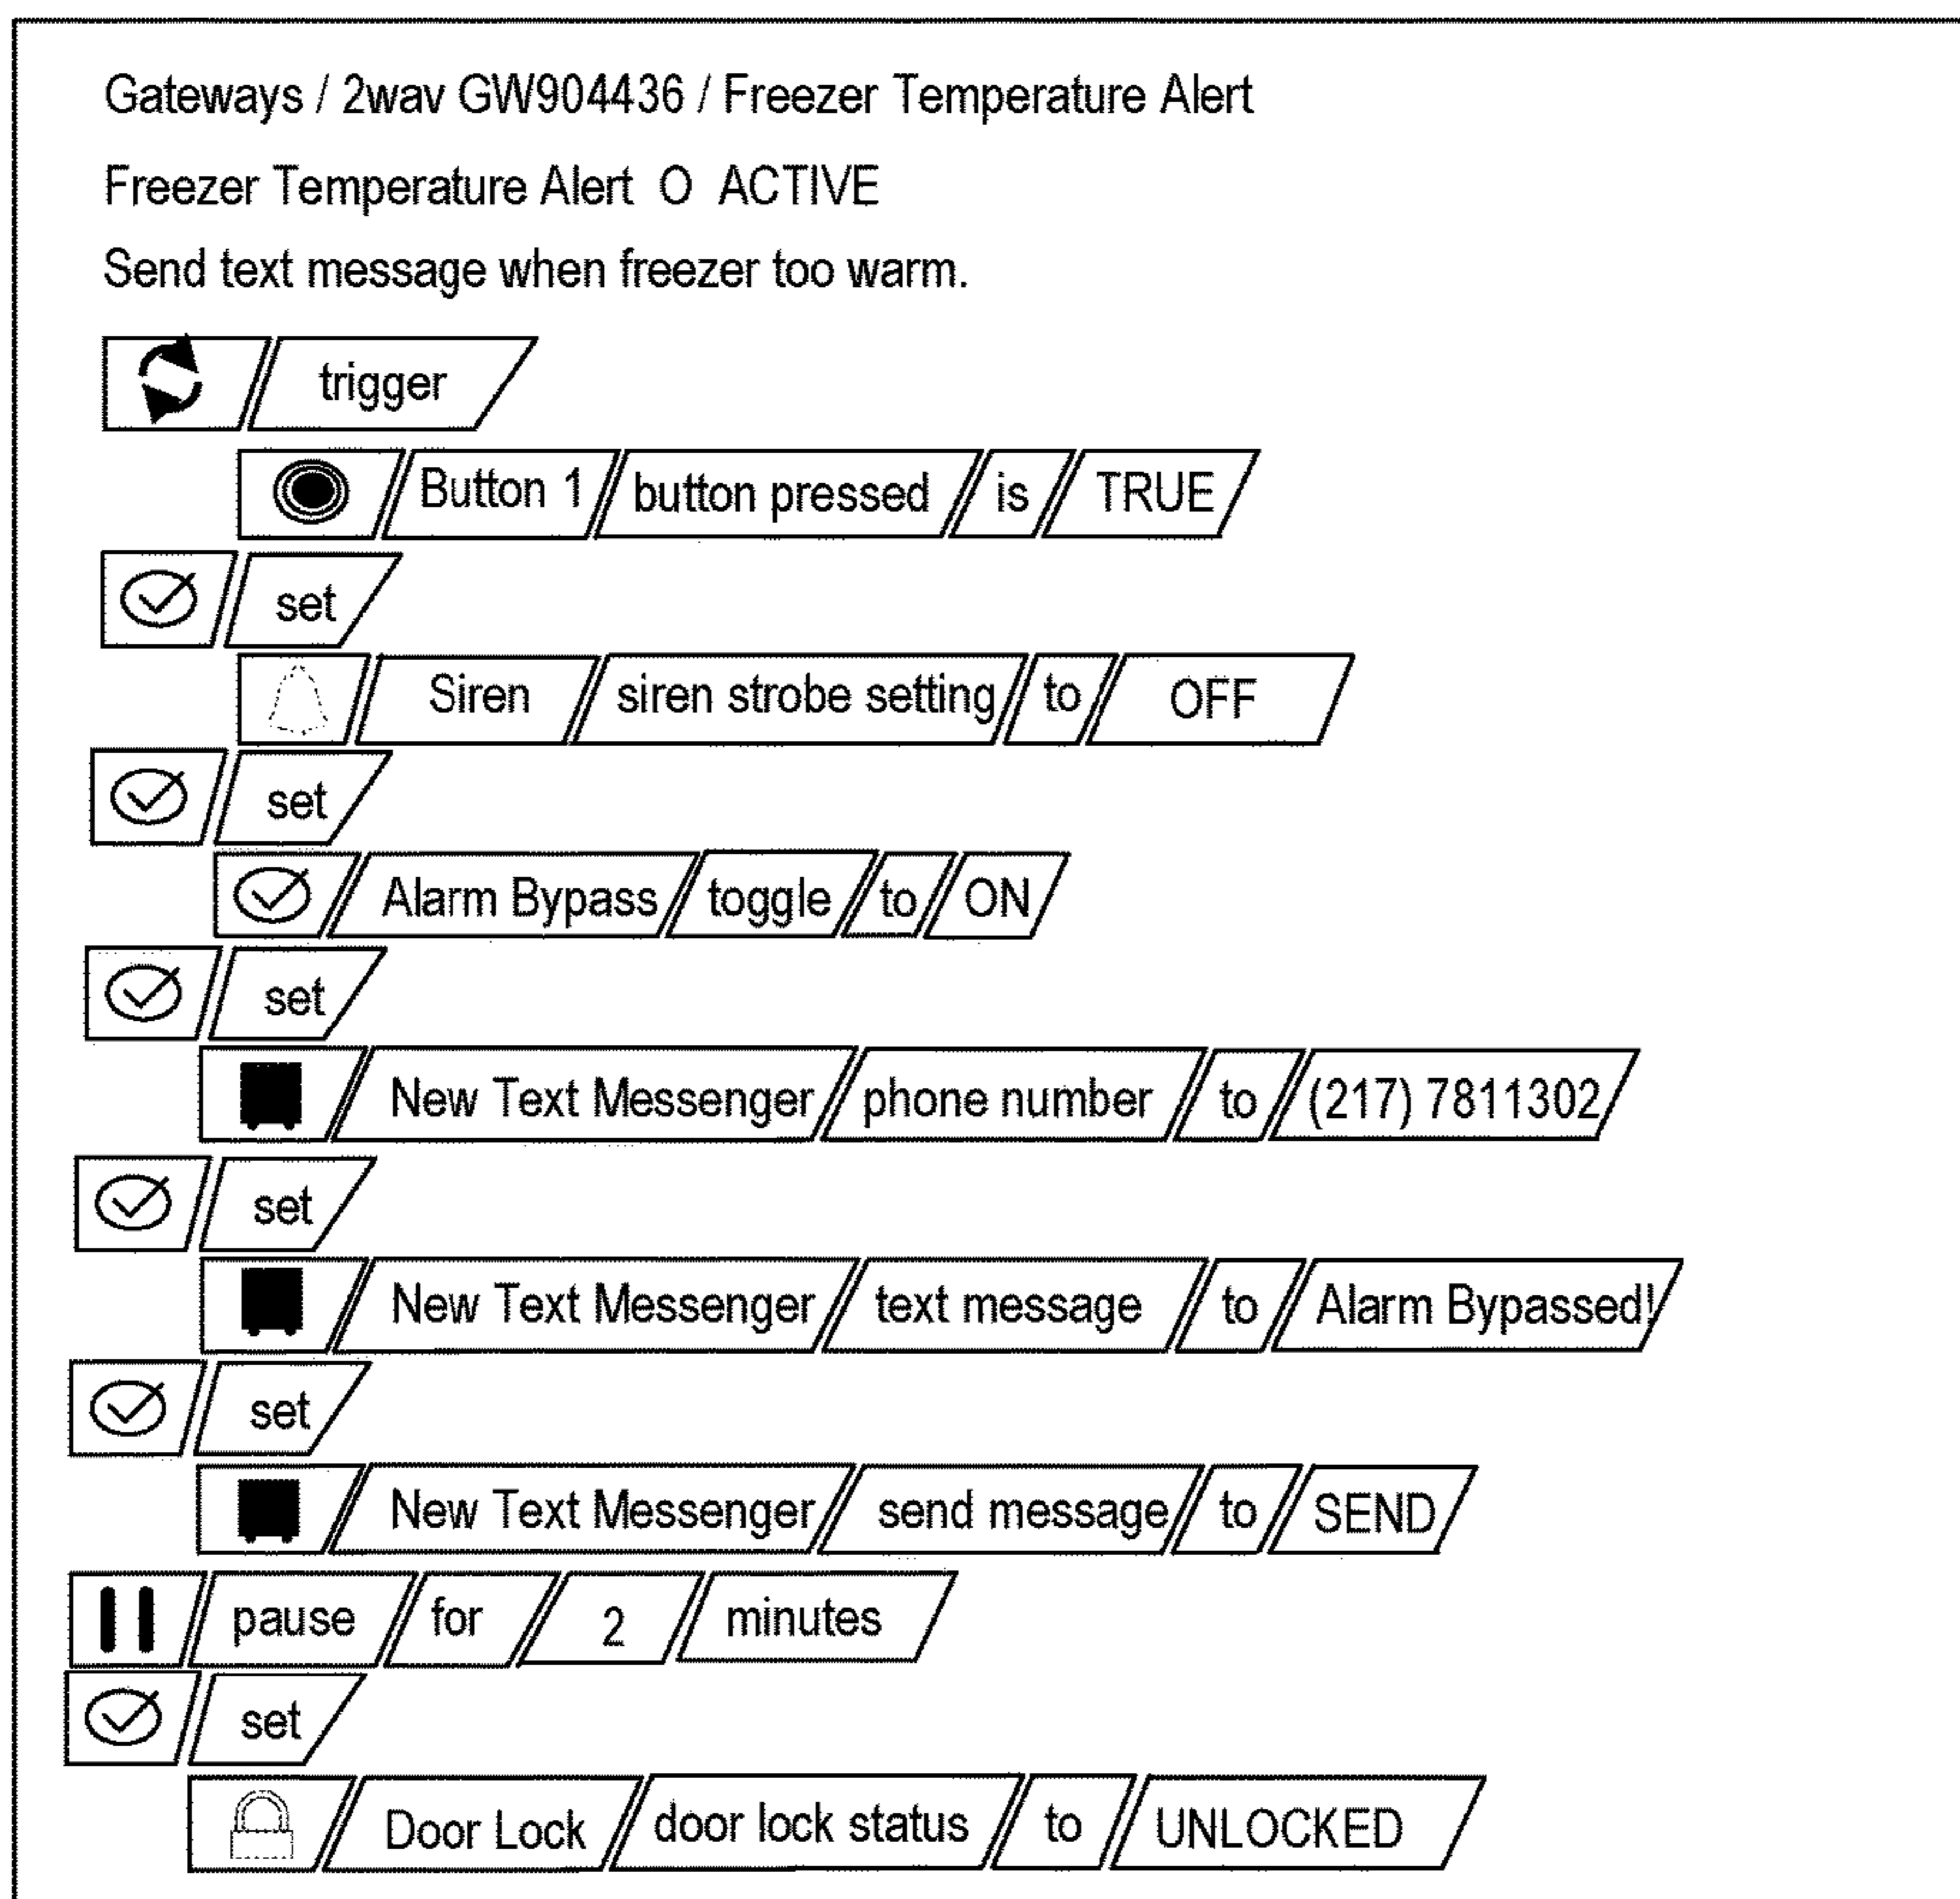 Gateways / 2wav GW904436 / Freezer Temperature Alert
Freezer Temperature Alert O ACTIVE
Send text message when freezer too warm.
trigger
Button 1 button pressed is TRUE
set
Siren siren strobe setting to OFF
set
Alarm Bypass toggle to ON
set
New Text Messenger phone number to (217) 7811302
set
New Text Messenger text message to Alarm Bypassed!
set
New Text Messenger send message to SEND
pause for 2 minutes
set
Door Lock door lock status to UNLOCKED